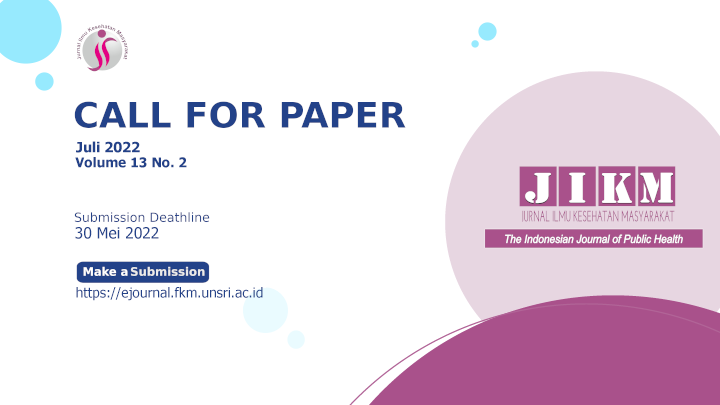 Jurnal Ilmu Kesehatan Masyarakat
CALL FOR PAPER
Juli 2022
Volume 13 No. 2
Submission Deathline
30 Mei 2022
Make a Submission
https://ejournal.fkm.unsri.ac.id
JIKM
JURNAL ILMU KESEHATAN MASYARAKAT
The Indonesian Journal of Public Health